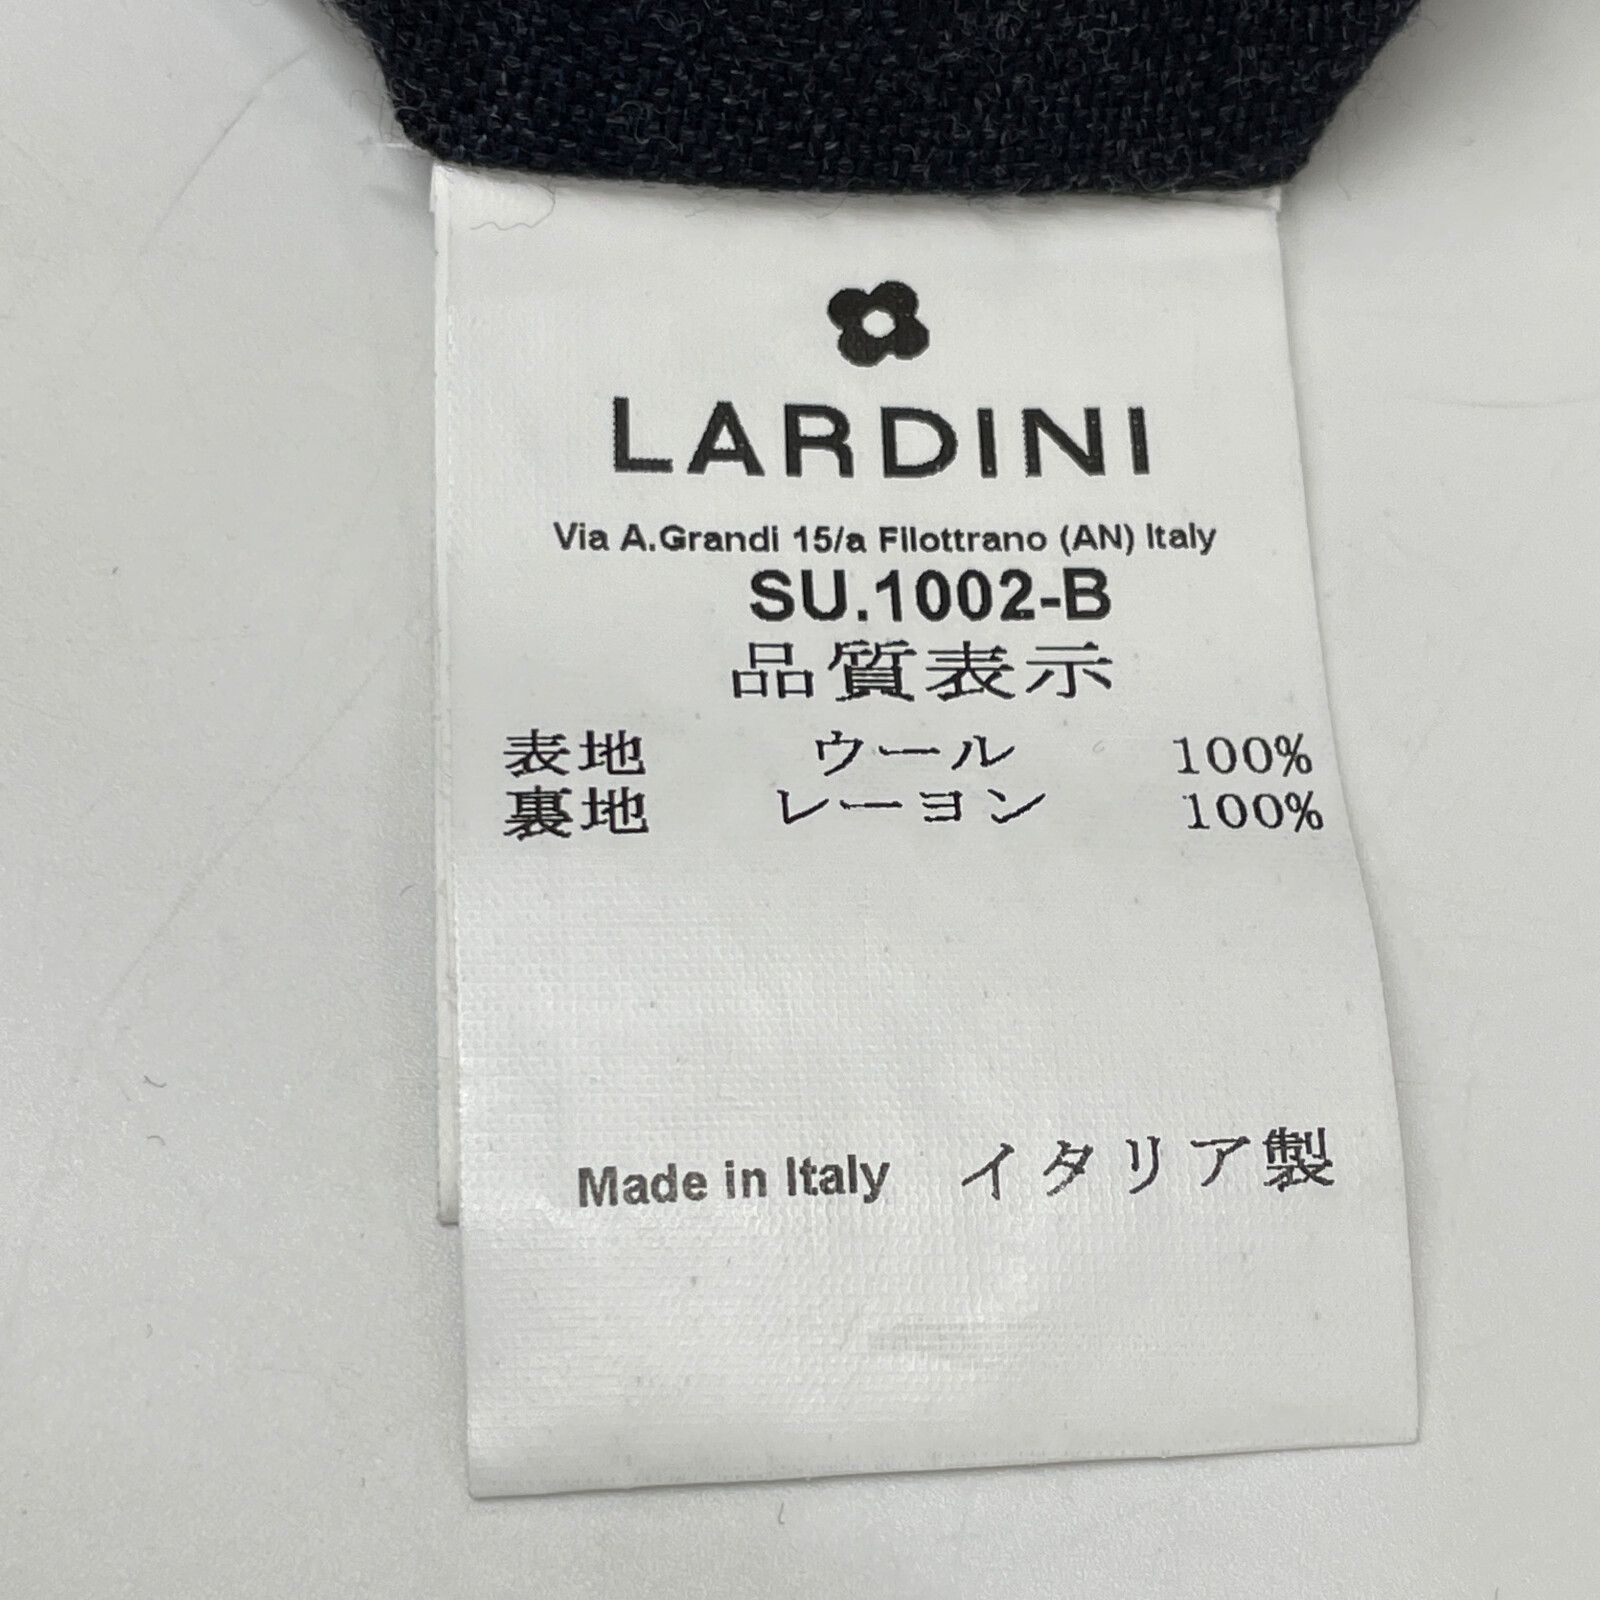 LARDINI
Via A.Grandi 15/a Filottrano (AN) Italy
SU.1002-B
品質表示
表地 ウール 100%
裏地 レーヨン 100%
Made in Italy イタリア製